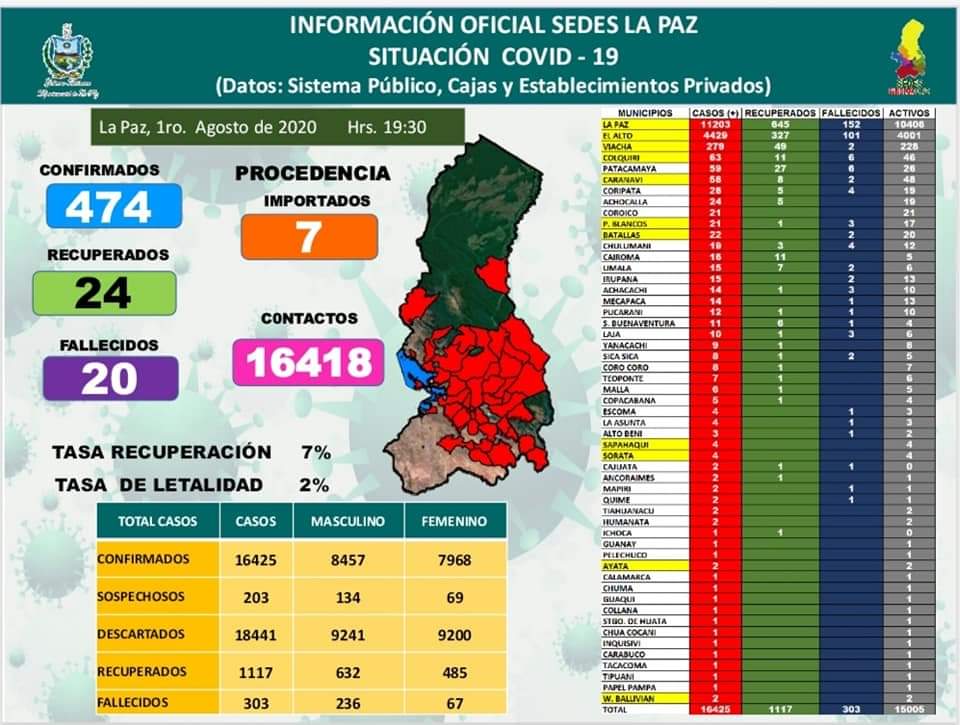 INFORMACIÓN OFICIAL SEDES LA PAZ
SITUACIÓN COVID - 19
(Datos: Sistema Público, Cajas y Establecimientos Privados)
SEDES
La Paz, 1ro. Agosto de 2020 Hrs. 19:30
CONFIRMADOS
474
RECUPERADOS
24
FALLECIDOS
20
PROCEDENCIA
IMPORTADOS
7
CONTACTOS
16418
TASA RECUPERACIÓN 7%
TASA DE LETALIDAD 2%
TOTAL CASOS CASOS MASCULINO FEMENINO
CONFIRMADOS 16425 8457 7968
SOSPECHOSOS 203 134 69
DESCARTADOS 18441 9241 9200
RECUPERADOS 1117 632 485
FALLECIDOS 303 236 67
MUNICIPIOS CASOS (+) RECUPERADOS FALLECIDOS ACTIVOS
LA PAZ 11203 645 152 10406
EL ALTO 4429 327 101 4001
VIACHA 279 49 2 228
COLQUIRI 63 11 6 46
PATACAMAYA 59 27 6 26
CARANAVI 58 8 2 48
CORIPATA 28 5 4 19
ACHOCALLA 24 5 19
COROICO 21 21
P. BLANCOS 21 1 3 17
BATALLAS 22 2 20
CHULUMANI 19 3 4 12
CAIROMA 16 11 5
UMALA 15 7 2 6
IRUPANA 15 2 13
ACHACACHI 14 1 3 10
MECAPACA 14 1 13
PUCARANI 12 1 1 10
S. BUENAVENTURA 11 6 1 4
LAJA 10 1 3 6
YANACACHI 9 1 8
SICA SICA 8 1 2 5
CORO CORO 8 1 7
TEOPONTE 7 1 6
MALLA 6 1 5
COPACABANA 5 1 4
ESCOMA 4 1 3
LA ASUNTA 4 1 3
ALTO BENI 3 1 2
SAPAHAQUI 4 4
SORATA 4 4
CAJUATA 2 1 1 0
ANCORAIMES 2 1 1
MAPIRI 2 1 1
QUIME 2 1 1
TIAHUANACU 2 2
HUMANATA 2 2
ICHOCA 1 1 0
GUANAY 1 1
PELECHUCO 1 1
AYATA 2 2
CALAMARCA 1 1
CHUMA 1 1
GUAQUI 1 1
COLLANA 1 1
STGO. DE HUATA 1 1
CHUA COCANI 1 1
INQUISIVI 1 1
CARABUCO 1 1
TACACOMA 1 1
TIPUANI 1 1
PAPEL PAMPA 1 1
W. BALLIVIAN 2 2
TOTAL 16425 1117 303 15005